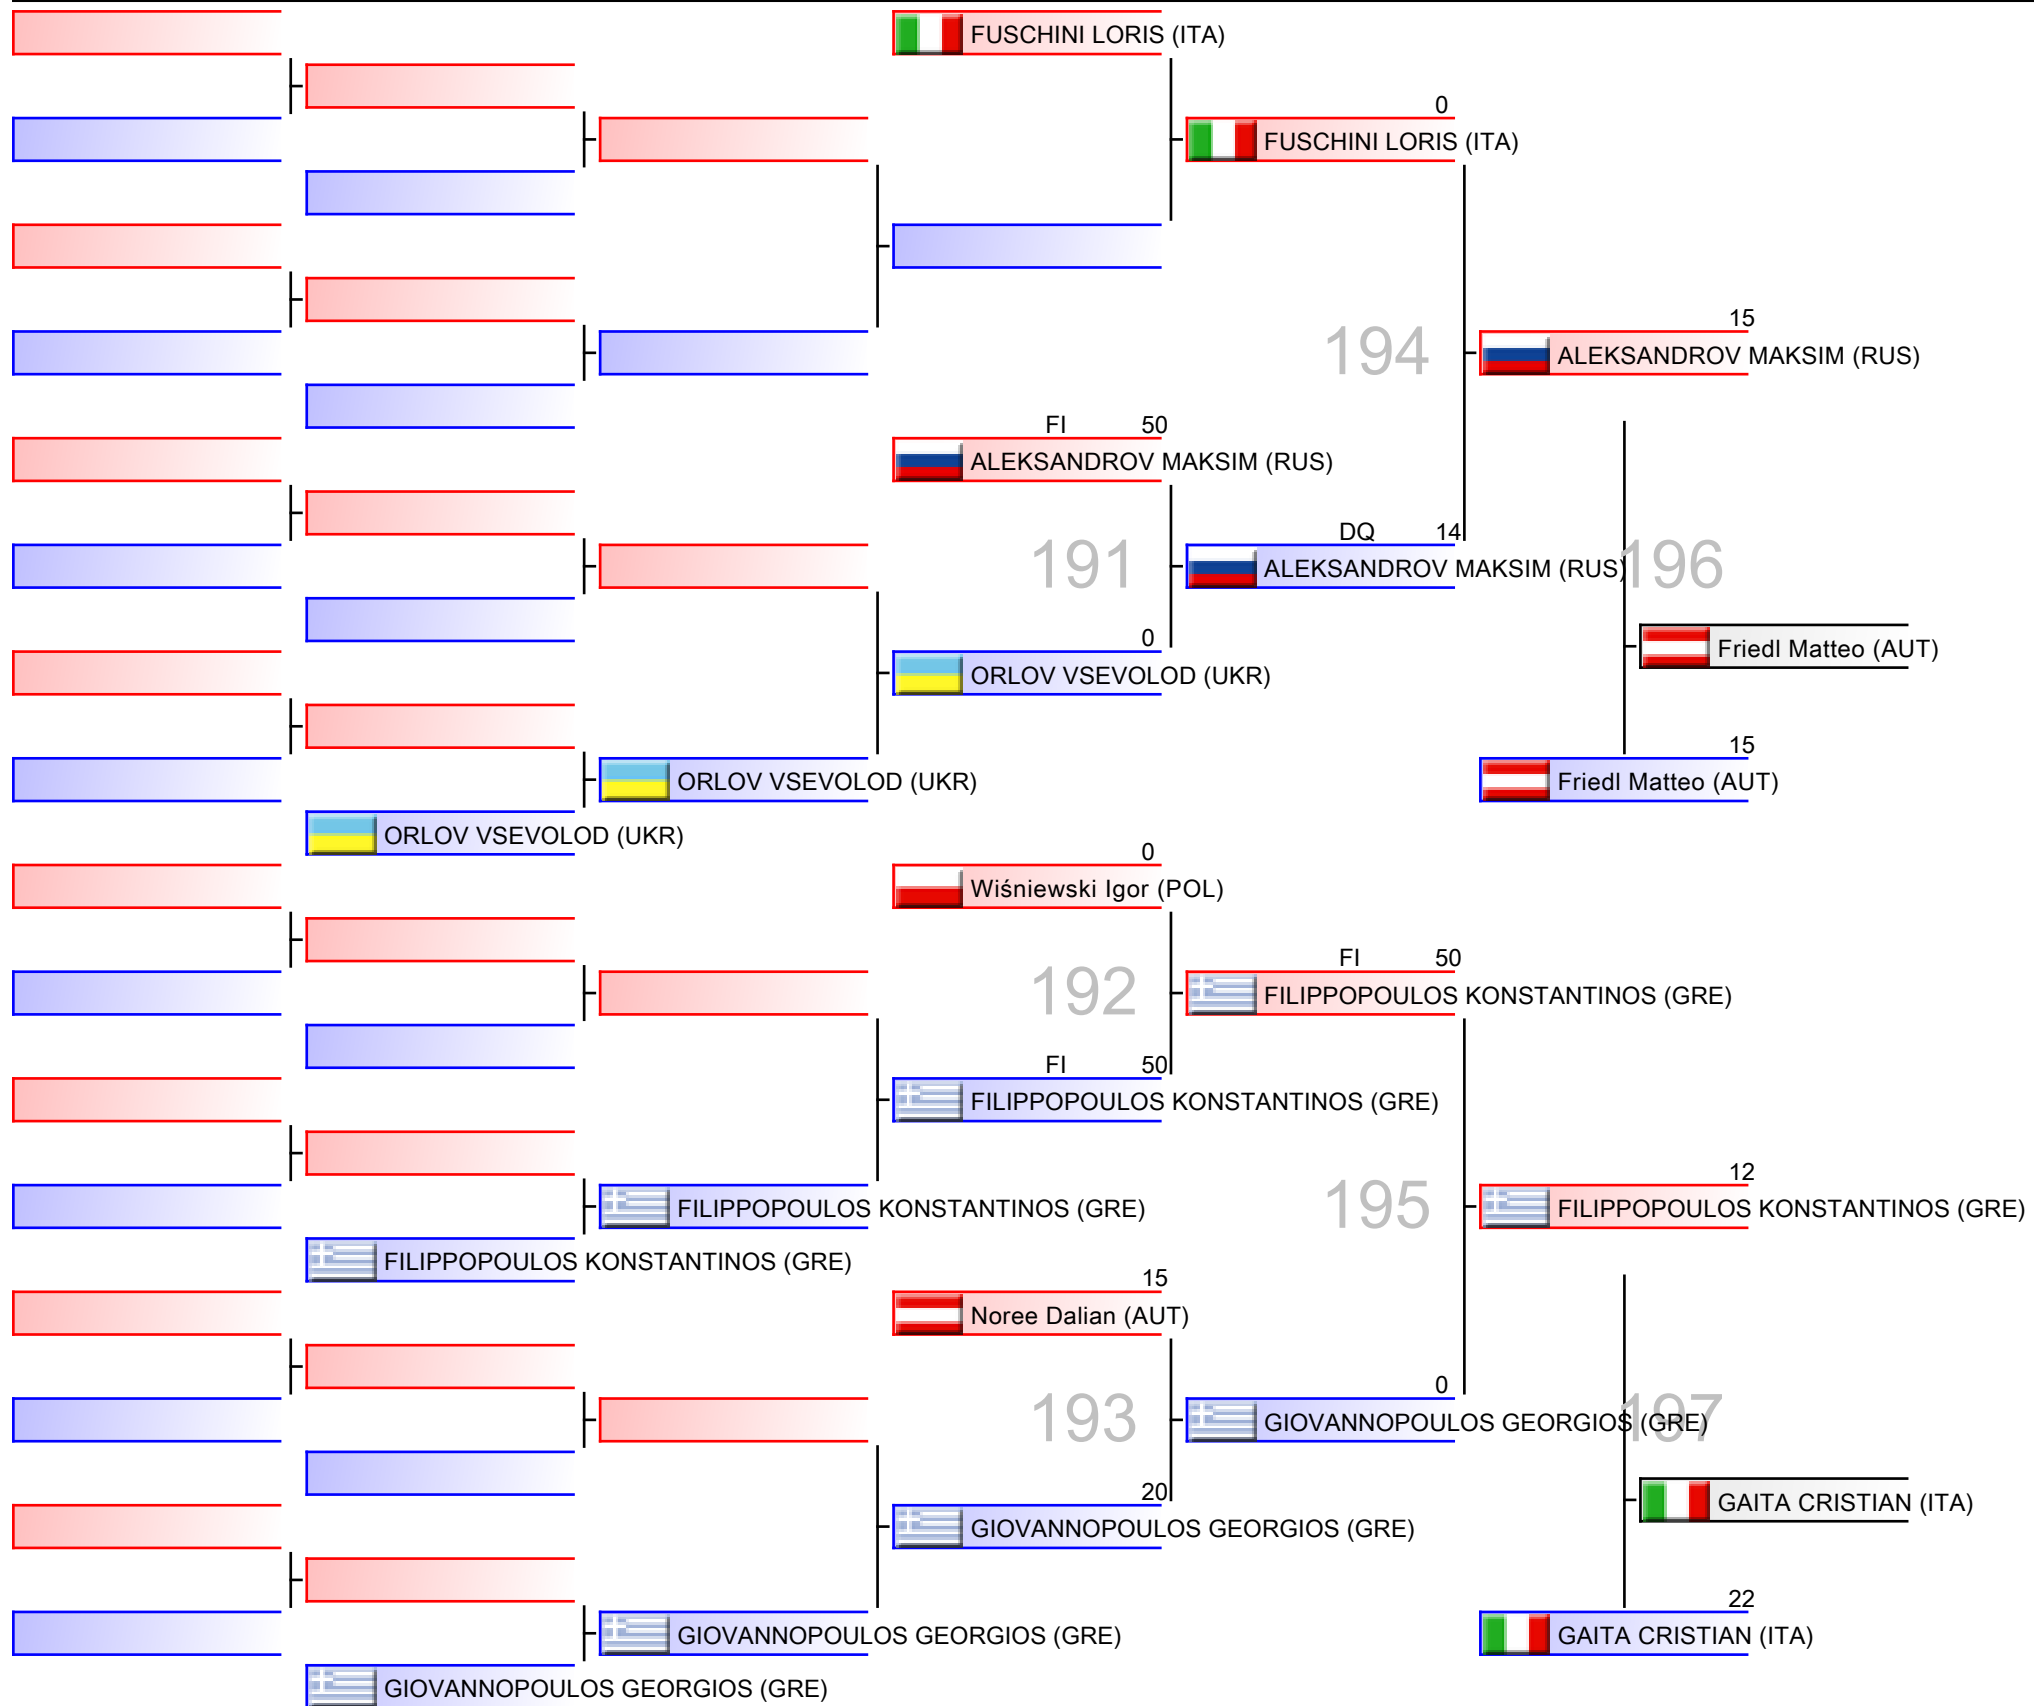 FUSCHINI LORIS (ITA)
0
FUSCHINI LORIS (ITA)
194
15
ALEKSANDROV MAKSIM (RUS)
FI 50
ALEKSANDROV MAKSIM (RUS)
191
DQ 14
ALEKSANDROV MAKSIM (RUS)
196
0
ORLOV VSEVOLOD (UKR)
Friedl Matteo (AUT)
15
ORLOV VSEVOLOD (UKR)
Friedl Matteo (AUT)
ORLOV VSEVOLOD (UKR)
0
Wiśniewski Igor (POL)
192
FI 50
FILIPPOPOULOS KONSTANTINOS (GRE)
FI 50
FILIPPOPOULOS KONSTANTINOS (GRE)
195
12
FILIPPOPOULOS KONSTANTINOS (GRE)
FILIPPOPOULOS KONSTANTINOS (GRE)
FILIPPOPOULOS KONSTANTINOS (GRE)
15
Noree Dalian (AUT)
193
0
GIOVANNOPOULOS GEORGIOS (GRE)
197
20
GIOVANNOPOULOS GEORGIOS (GRE)
GAITA CRISTIAN (ITA)
22
GIOVANNOPOULOS GEORGIOS (GRE)
GAITA CRISTIAN (ITA)
GIOVANNOPOULOS GEORGIOS (GRE)